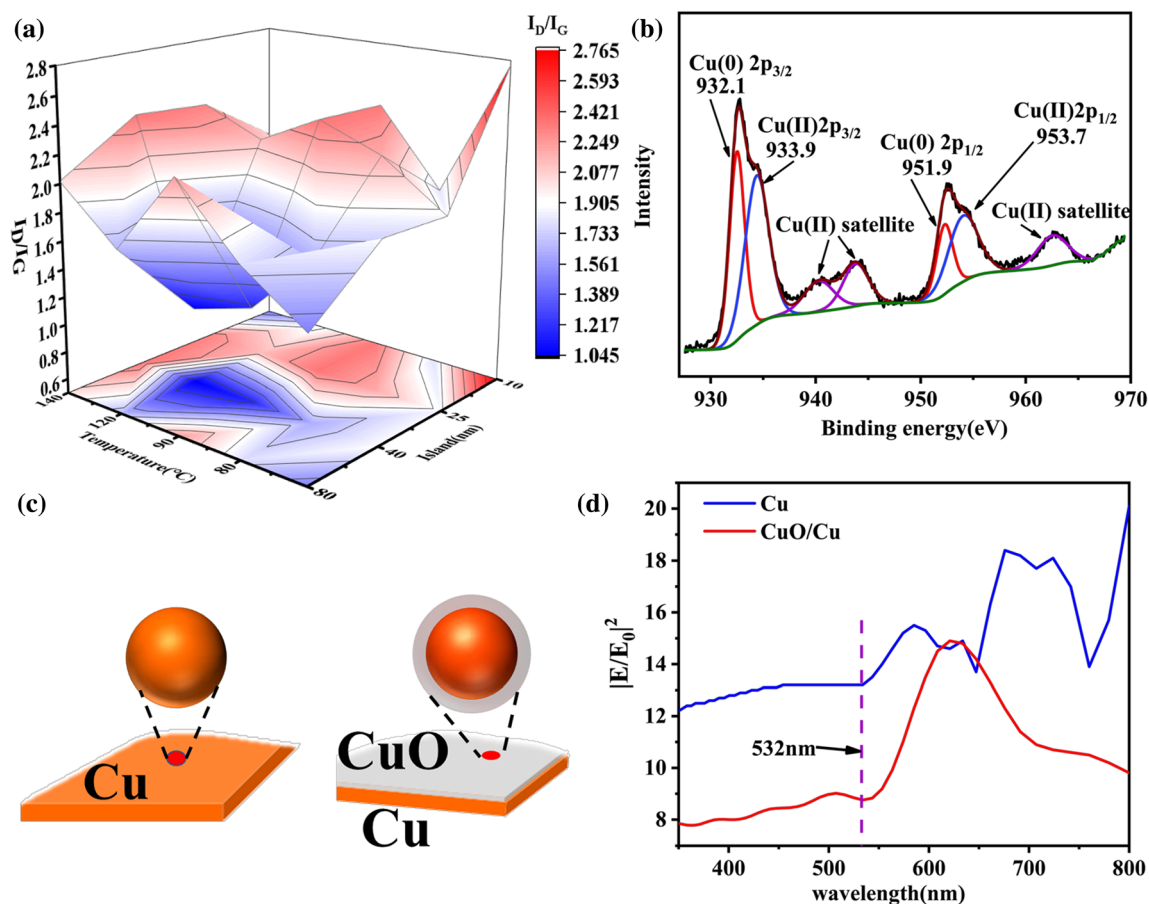 (a)
I_D/I_G
2.8
2.6
2.4
2.2
2.0
1.8
1.6
1.4
1.2
1.0
0.8
0.6
I_D/I_G
140
120
90
80
Temperature(°C)
80
40
25
10
Island(nm)
2.765
2.593
2.421
2.249
2.077
1.905
1.733
1.561
1.389
1.217
1.045
(b)
Cu(0) 2p3/2
932.1
Cu(II)2p3/2
933.9
Cu(II) satellite
Cu(0) 2p1/2
951.9
Cu(II)2p1/2
953.7
Cu(II) satellite
Intensity
930
940
950
960
970
Binding energy(eV)
(c)
Cu
CuO
Cu
(d)
Cu
CuO/Cu
532nm
20
18
16
14
12
10
8
|E/E0|2
400
500
600
700
800
wavelength(nm)